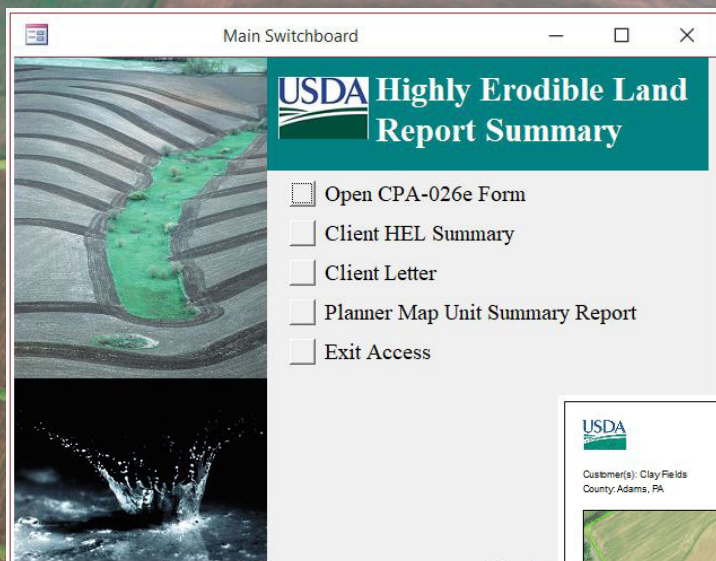 Main Switchboard
USDA Highly Erodible Land
Report Summary
Open CPA-026e Form
Client HEL Summary
Client Letter
Planner Map Unit Summary Report
Exit Access
USDA
Customer(s): Clay Fields
County: Adams, PA